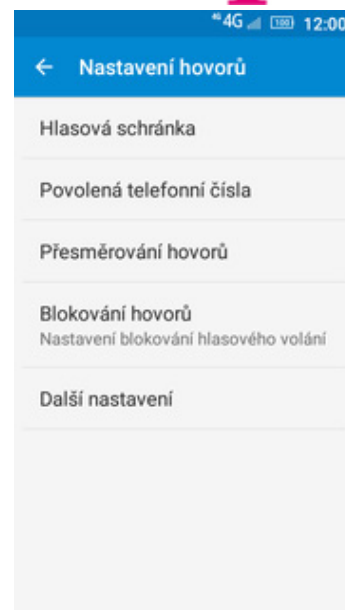 4G 100 12:00
Nastavení hovorů
Hlasová schránka
Povolená telefonní čísla
Přesměrování hovorů
Blokování hovorů
Nastavení blokování hlasového volání
Další nastavení